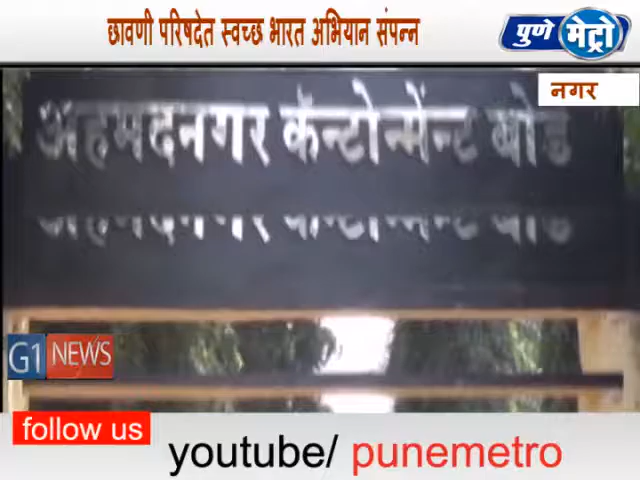 छावणी परिषदेत स्वच्छ भारत अभियान संपन्न
पुणे मेट्रो
नगर
अहमदनगर कॅन्टोन्मेंट बोर्ड
G1 NEWS
follow us
youtube/ punemetro